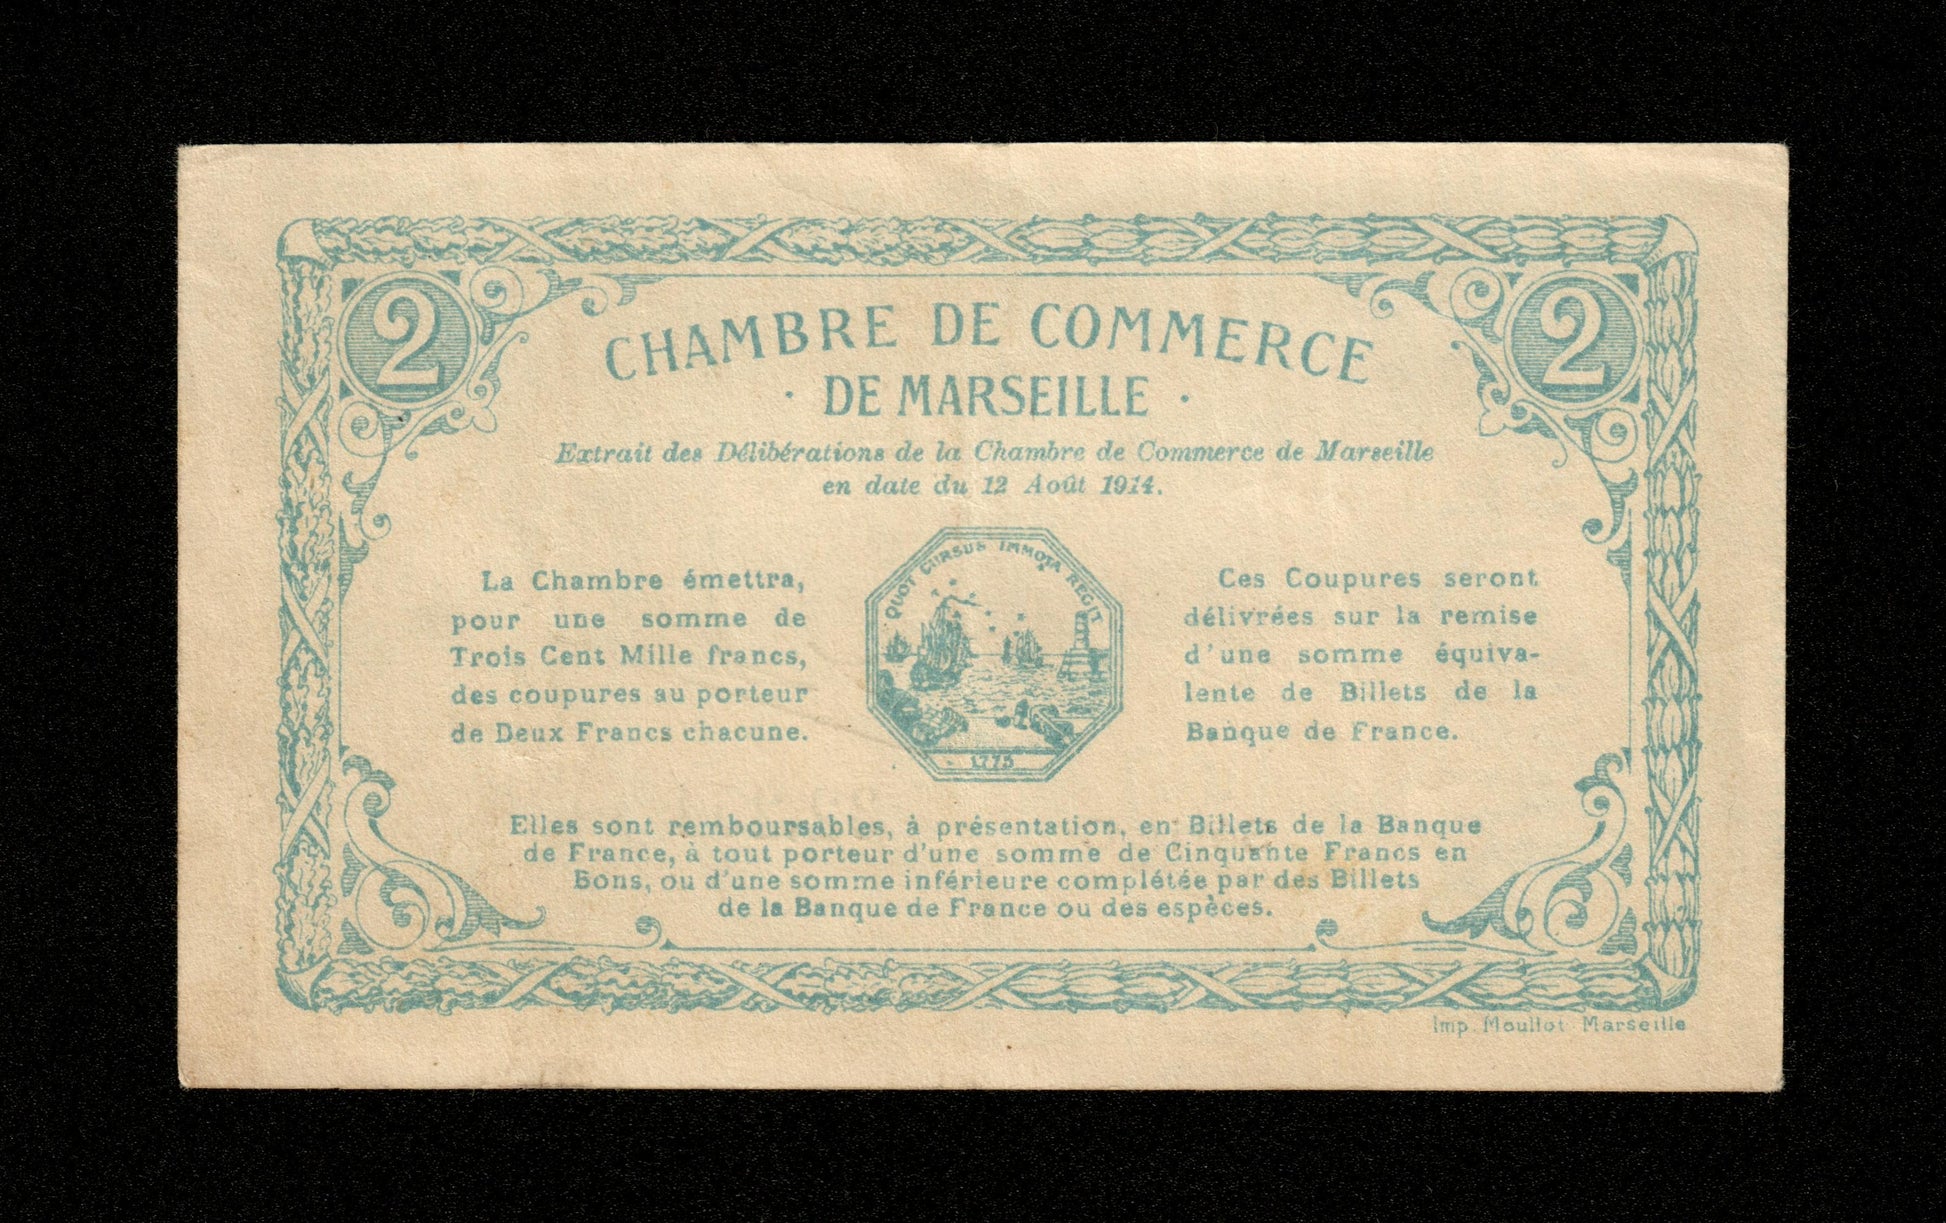 2
2
CHAMBRE DE COMMERCE
· DE MARSEILLE ·
Extrait des Délibérations de la Chambre de Commerce de Marseille
en date du 12 Août 1914.
La Chambre émettra,
pour une somme de
Trois Cent Mille francs,
des coupures au porteur
de Deux Francs chacune.
QUOT CURSUS IMMOTA REGIT
1775
Ces Coupures seront
délivrées sur la remise
d'une somme équiva-
lente de Billets de la
Banque de France.
Elles sont remboursables, à présentation, en Billets de la Banque
de France, à tout porteur d'une somme de Cinquante Francs en
Bons, ou d'une somme inférieure complétée par des Billets
de la Banque de France ou des espèces.
Imp. Moullot Marseille